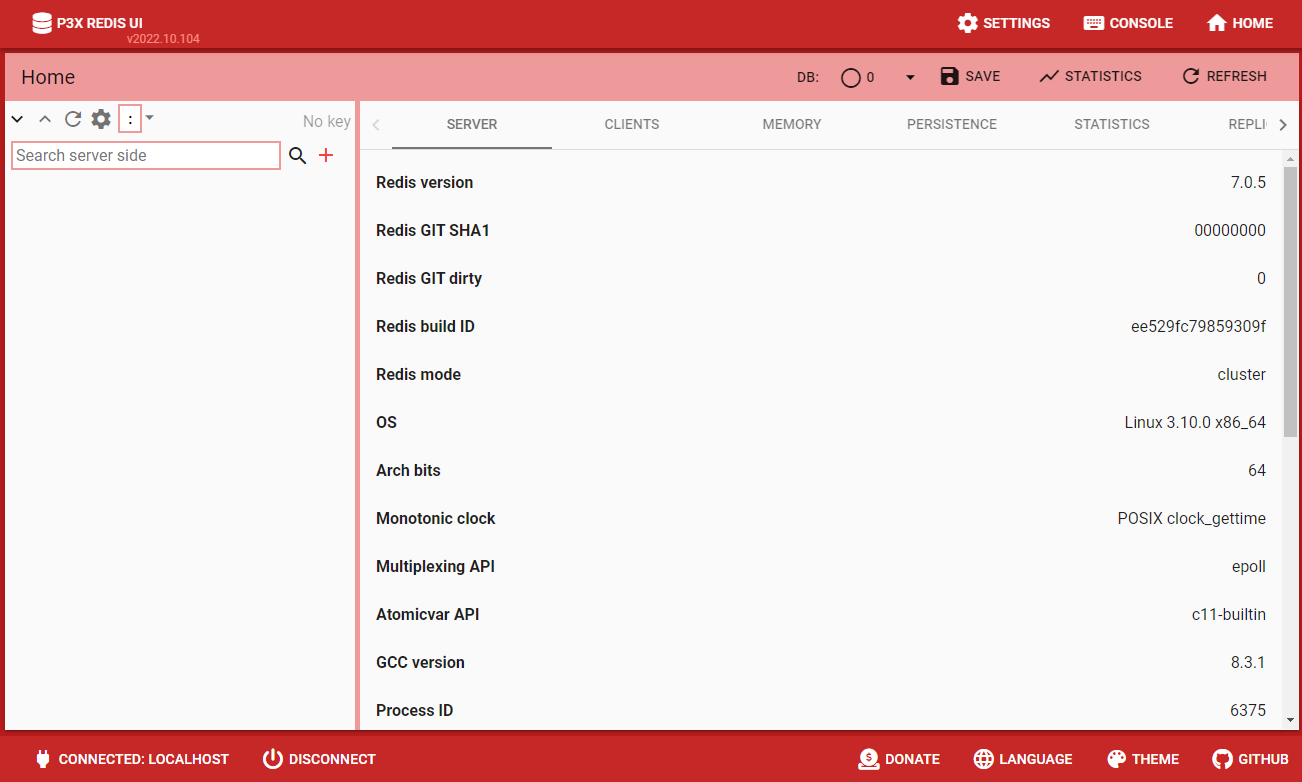 P3X REDIS UI
v2022.10.104
SETTINGS
CONSOLE
HOME
Home
DB:
0
SAVE
STATISTICS
REFRESH
:
No key
Search server side
SERVER
CLIENTS
MEMORY
PERSISTENCE
STATISTICS
REPLI
Redis version 7.0.5
Redis GIT SHA1 00000000
Redis GIT dirty 0
Redis build ID ee529fc79859309f
Redis mode cluster
OS Linux 3.10.0 x86_64
Arch bits 64
Monotonic clock POSIX clock_gettime
Multiplexing API epoll
Atomicvar API c11-builtin
GCC version 8.3.1
Process ID 6375
CONNECTED: LOCALHOST
DISCONNECT
DONATE
LANGUAGE
THEME
GITHUB